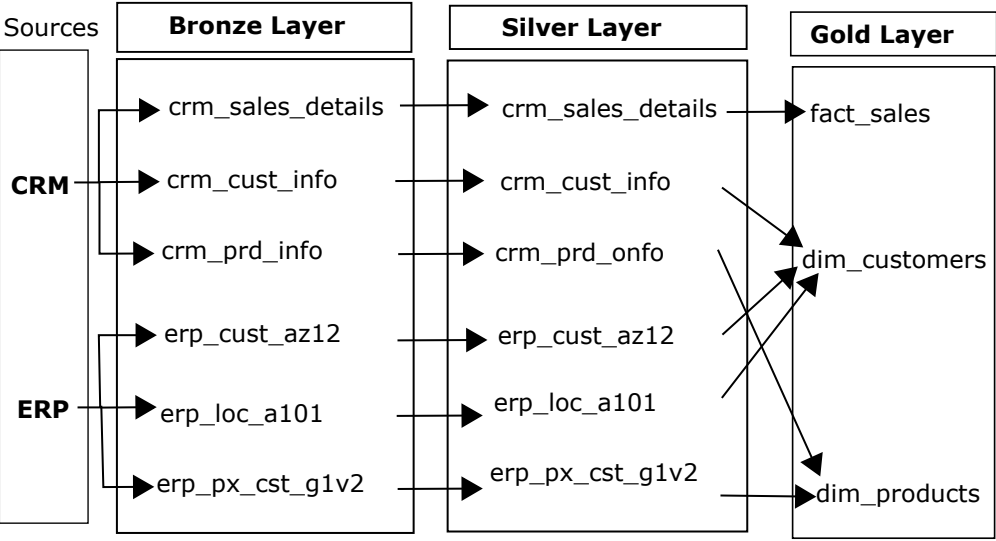 Sources
Bronze Layer
Silver Layer
Gold Layer
CRM
ERP
crm_sales_details
crm_cust_info
crm_prd_info
erp_cust_az12
erp_loc_a101
erp_px_cst_g1v2
crm_sales_details
crm_cust_info
crm_prd_onfo
erp_cust_az12
erp_loc_a101
erp_px_cst_g1v2
fact_sales
dim_customers
dim_products